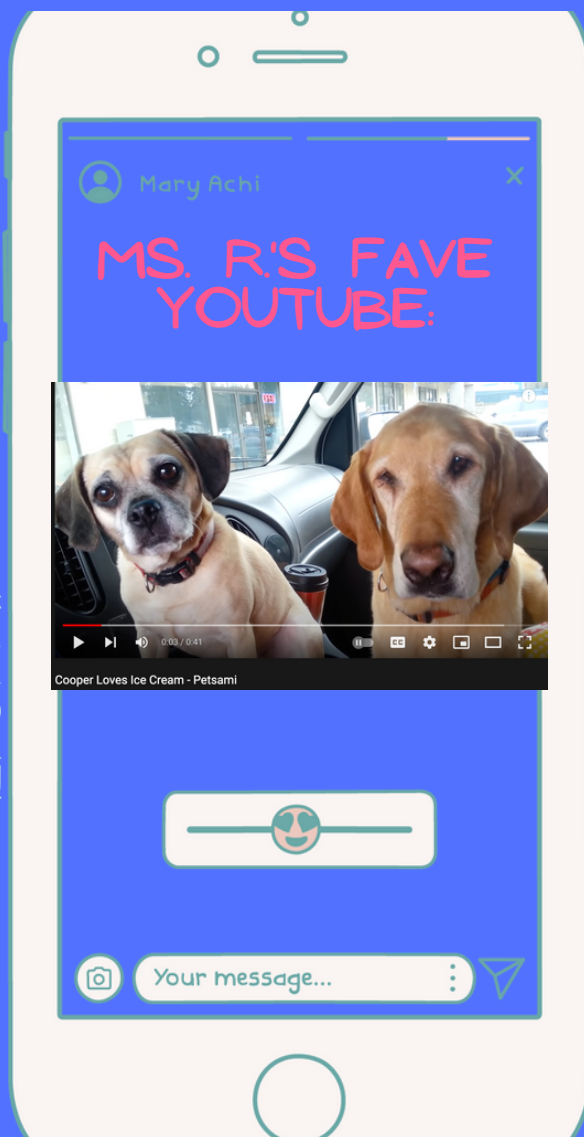 Mary Achi
MS. R.'S FAVE
YOUTUBE:
0:03 / 0:41
CC
Cooper Loves Ice Cream - Petsami
Your message...